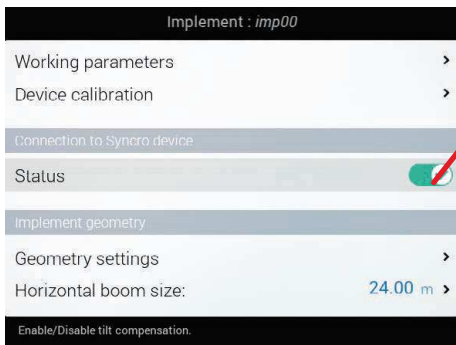 Implement : imp00
Working parameters
Device calibration
Connection to Syncro device
Status
Implement geometry
Geometry settings
Horizontal boom size: 24.00 m
Enable/Disable tilt compensation.